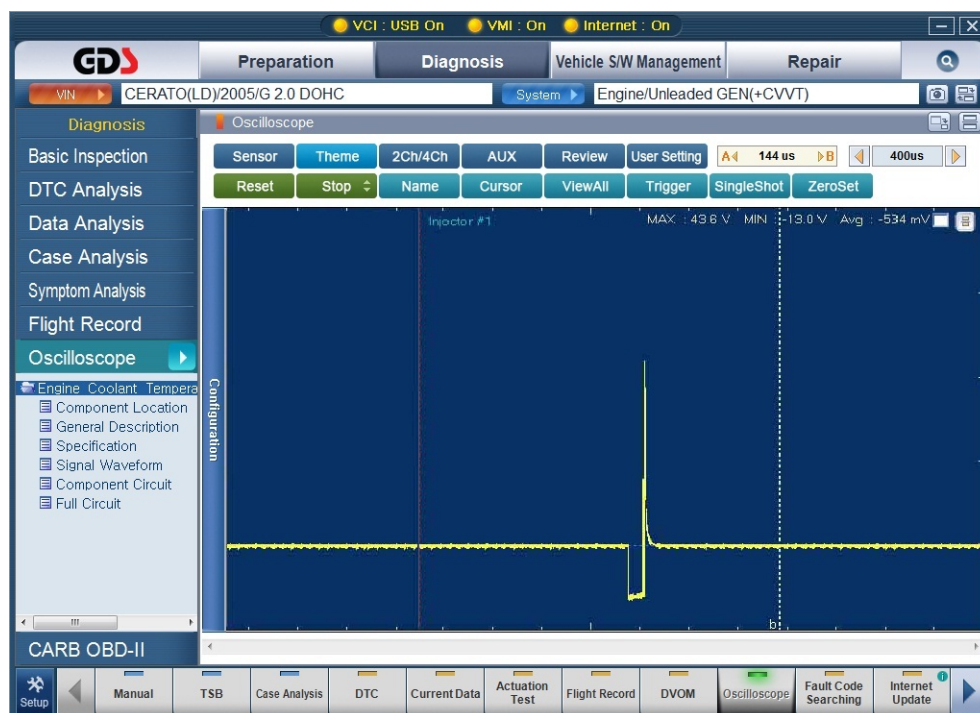 VCI : USB On VMI : On Internet : On
GDS
Preparation Diagnosis Vehicle S/W Management Repair
VIN CERATO(LD)/2005/G 2.0 DOHC System Engine/Unleaded GEN(+CVVT)
Diagnosis
Basic Inspection
DTC Analysis
Data Analysis
Case Analysis
Symptom Analysis
Flight Record
Oscilloscope
Engine Coolant Tempera
Component Location
General Description
Specification
Signal Waveform
Component Circuit
Full Circuit
CARB OBD-II
Oscilloscope
Sensor Theme 2Ch/4Ch AUX Review User Setting A 144 us B 400us
Reset Stop Name Cursor ViewAll Trigger SingleShot ZeroSet
Configuration
Injector #1 MAX : 43.6 V MIN : -13.0 V Avg : -534 mV
b
Setup Manual TSB Case Analysis DTC Current Data Actuation Test Flight Record DVOM Oscilloscope Fault Code Searching Internet Update